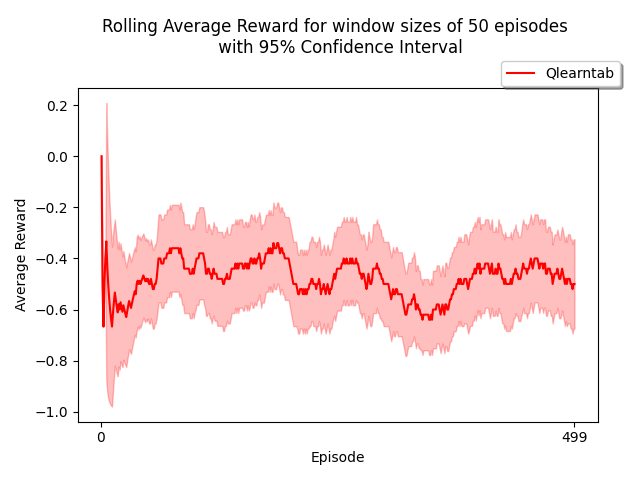 Rolling Average Reward for window sizes of 50 episodes
with 95% Confidence Interval
Qlearntab
0.2
0.0
−0.2
−0.4
−0.6
−0.8
−1.0
Average Reward
0
499
Episode